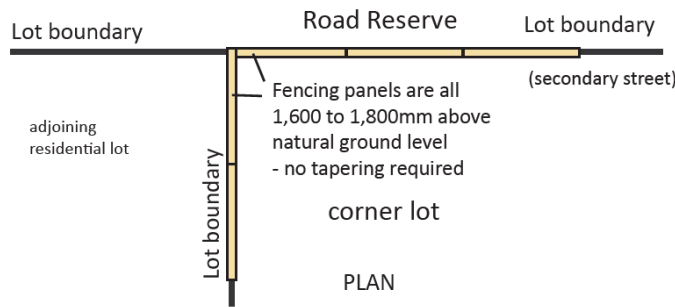 Road Reserve
Lot boundary
Lot boundary
(secondary street)
Fencing panels are all
1,600 to 1,800mm above
natural ground level
- no tapering required
adjoining
residential lot
Lot boundary
corner lot
PLAN